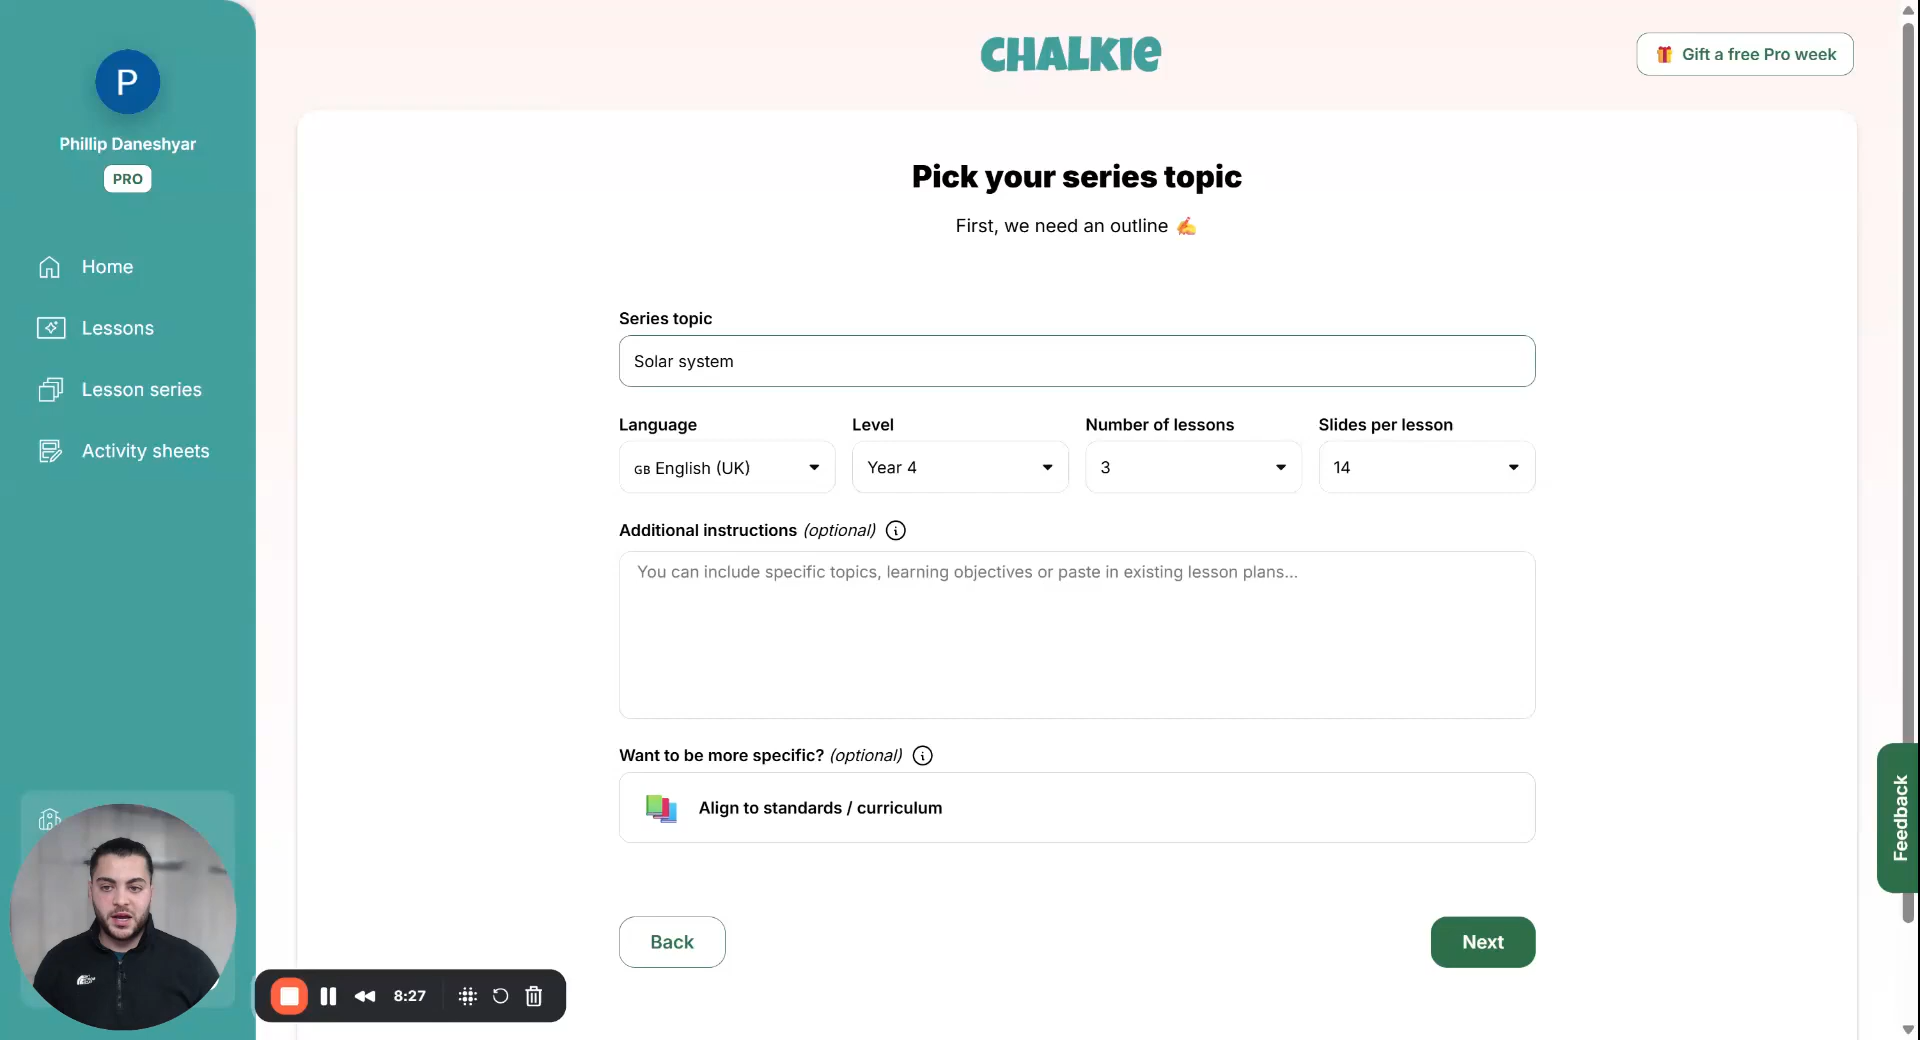 P
Phillip Daneshyar
PRO
Home
Lessons
Lesson series
Activity sheets
CHALKIE
Gift a free Pro week
Pick your series topic
First, we need an outline ✍️
Series topic
Solar system
Language
Level
Number of lessons
Slides per lesson
GB English (UK)
Year 4
3
14
Additional instructions (optional)
You can include specific topics, learning objectives or paste in existing lesson plans...
Want to be more specific? (optional)
Align to standards / curriculum
Back
Next
Feedback
8:27